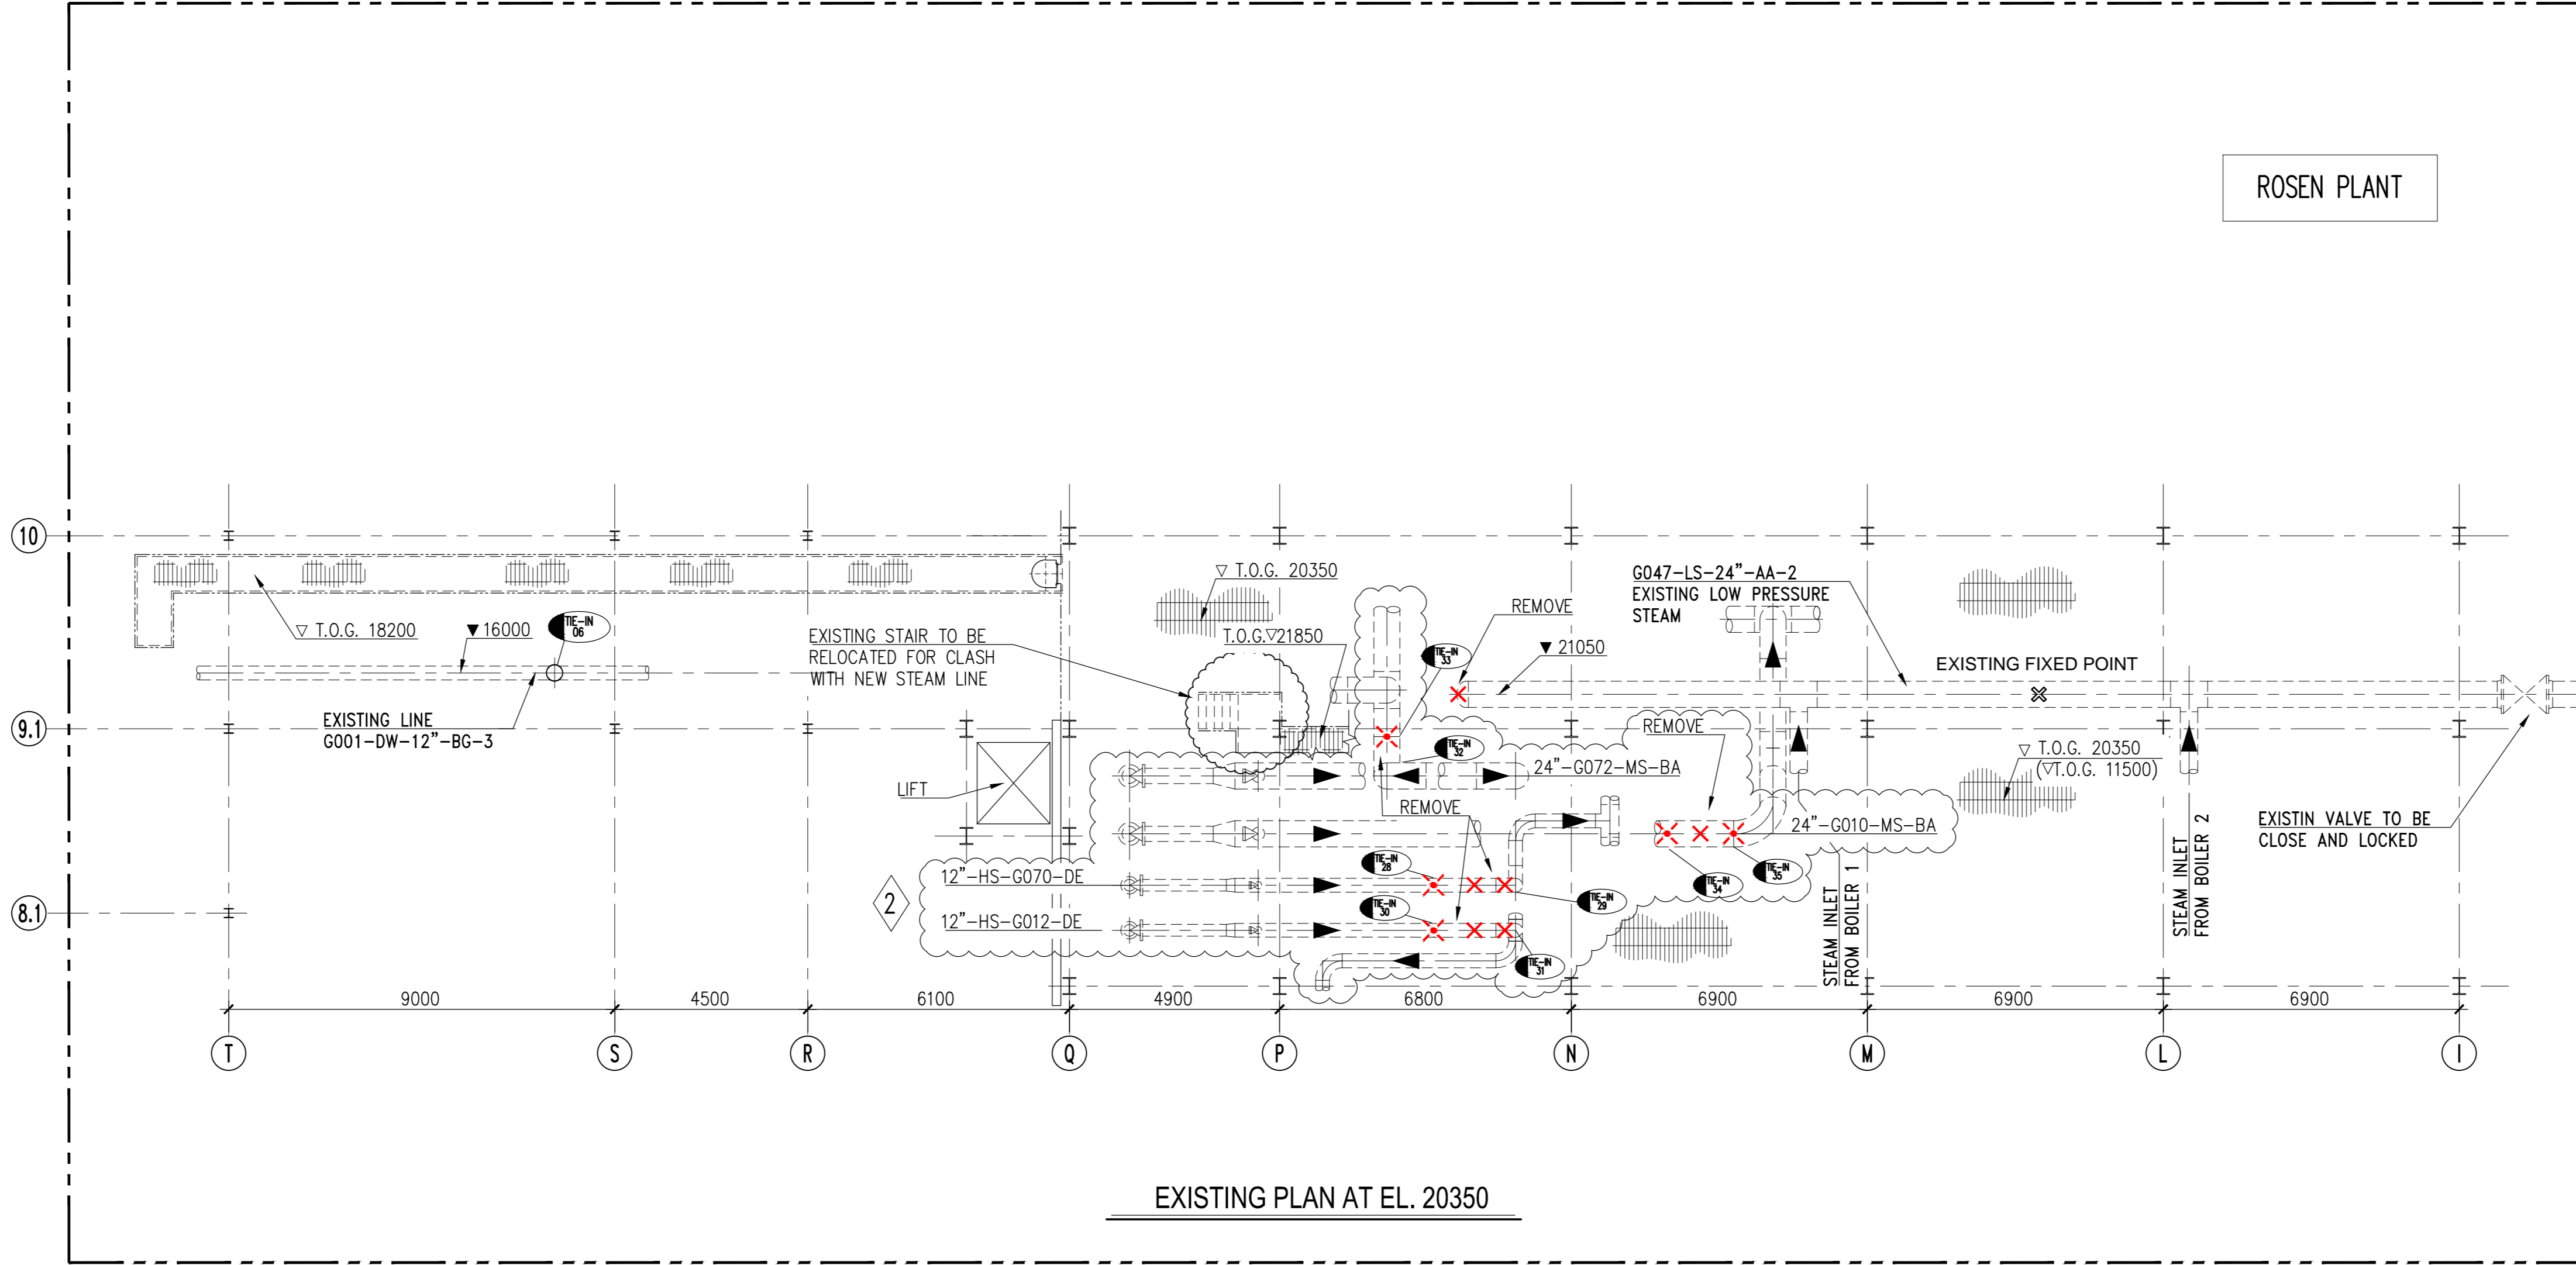 ROSEN PLANT
10
9.1
8.1
▽ T.O.G. 18200
▼ 16000
TIE-IN
06
EXISTING LINE
G001-DW-12"-BG-3
EXISTING STAIR TO BE
RELOCATED FOR CLASH
WITH NEW STEAM LINE
▽ T.O.G. 20350
T.O.G.▽21850
TIE-IN
33
REMOVE
▼ 21050
G047-LS-24"-AA-2
EXISTING LOW PRESSURE
STEAM
EXISTING FIXED POINT
REMOVE
TIE-IN
32
24"-G072-MS-BA
LIFT
REMOVE
24"-G010-MS-BA
▽ T.O.G. 20350
(▽T.O.G. 11500)
EXISTIN VALVE TO BE
CLOSE AND LOCKED
2
12"-HS-G070-DE
12"-HS-G012-DE
TIE-IN
28
TIE-IN
30
TIE-IN
29
TIE-IN
31
TIE-IN
34
TIE-IN
35
STEAM INLET
FROM BOILER 1
STEAM INLET
FROM BOILER 2
9000
4500
6100
4900
6800
6900
6900
6900
T
S
R
Q
P
N
M
L
I
EXISTING PLAN AT EL. 20350